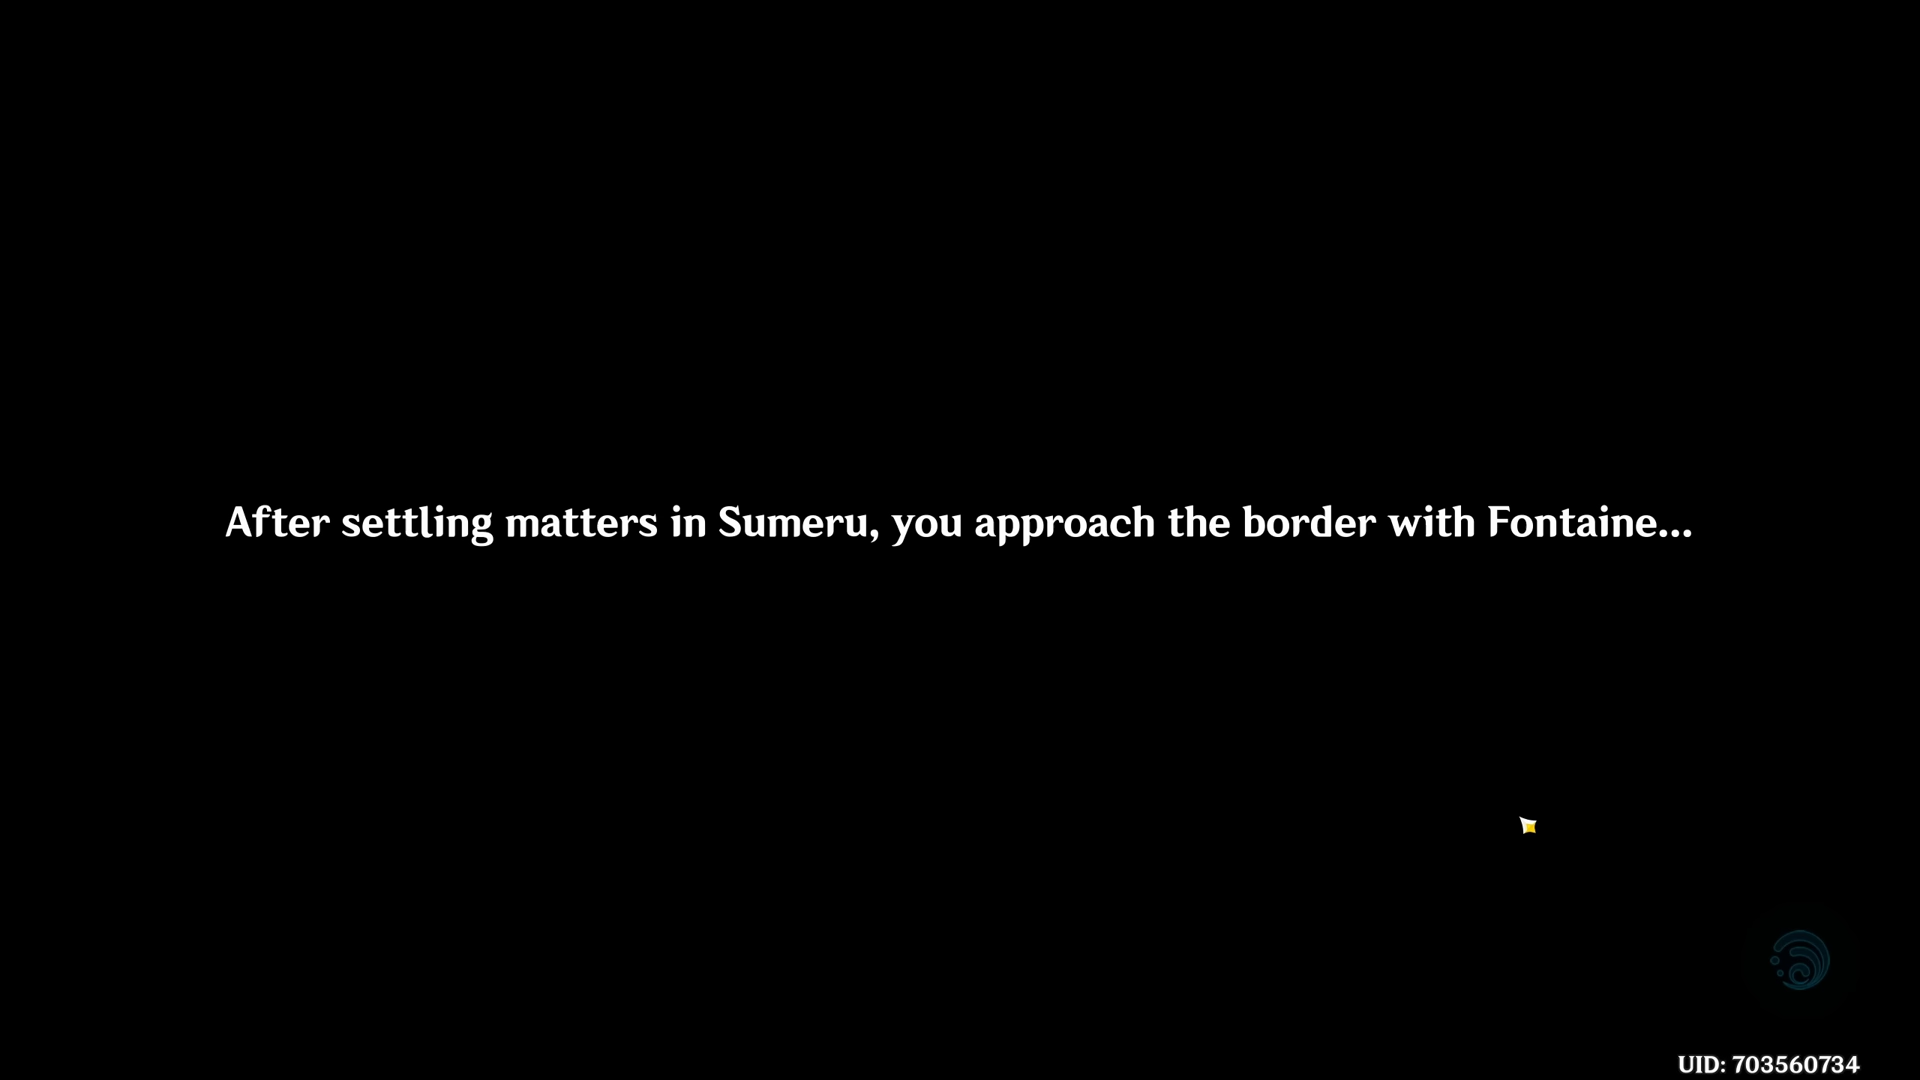 After settling matters in Sumeru, you approach the border with Fontaine...
UID: 703560734